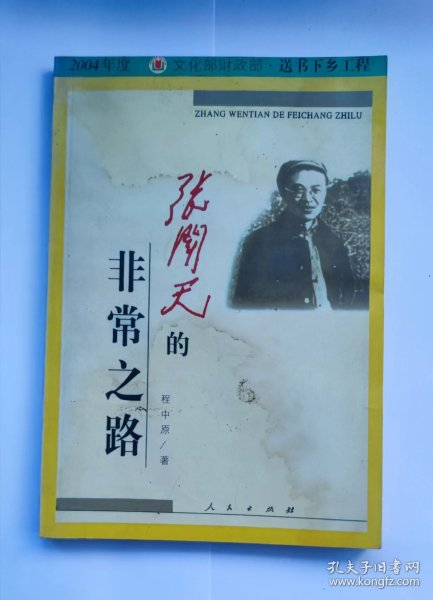 2004年度 文化部财政部·送书下乡工程
ZHANG WENTIAN DE FEICHANG ZHILU
张闻天
的
非常之路
程中原/著
人民出版社
孔夫子旧书网
www.kongfz.com